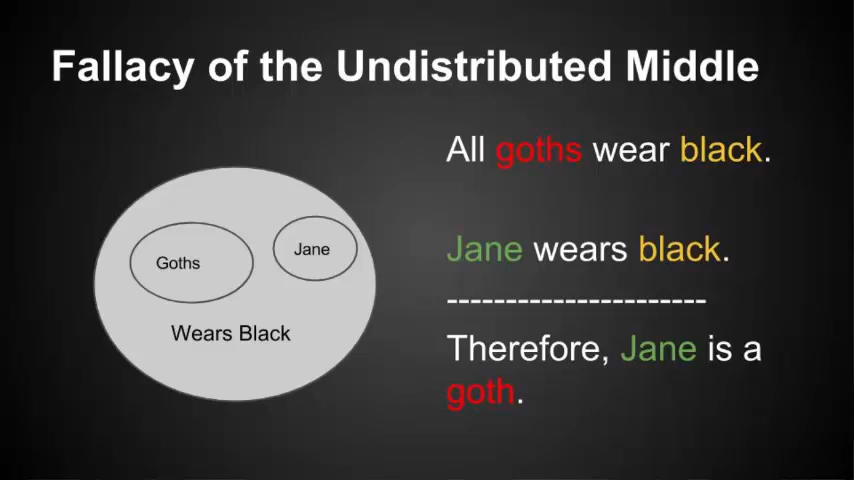 Fallacy of the Undistributed Middle
All goths wear black.
Jane wears black.
----------------------
Therefore, Jane is a
goth.
Goths
Jane
Wears Black